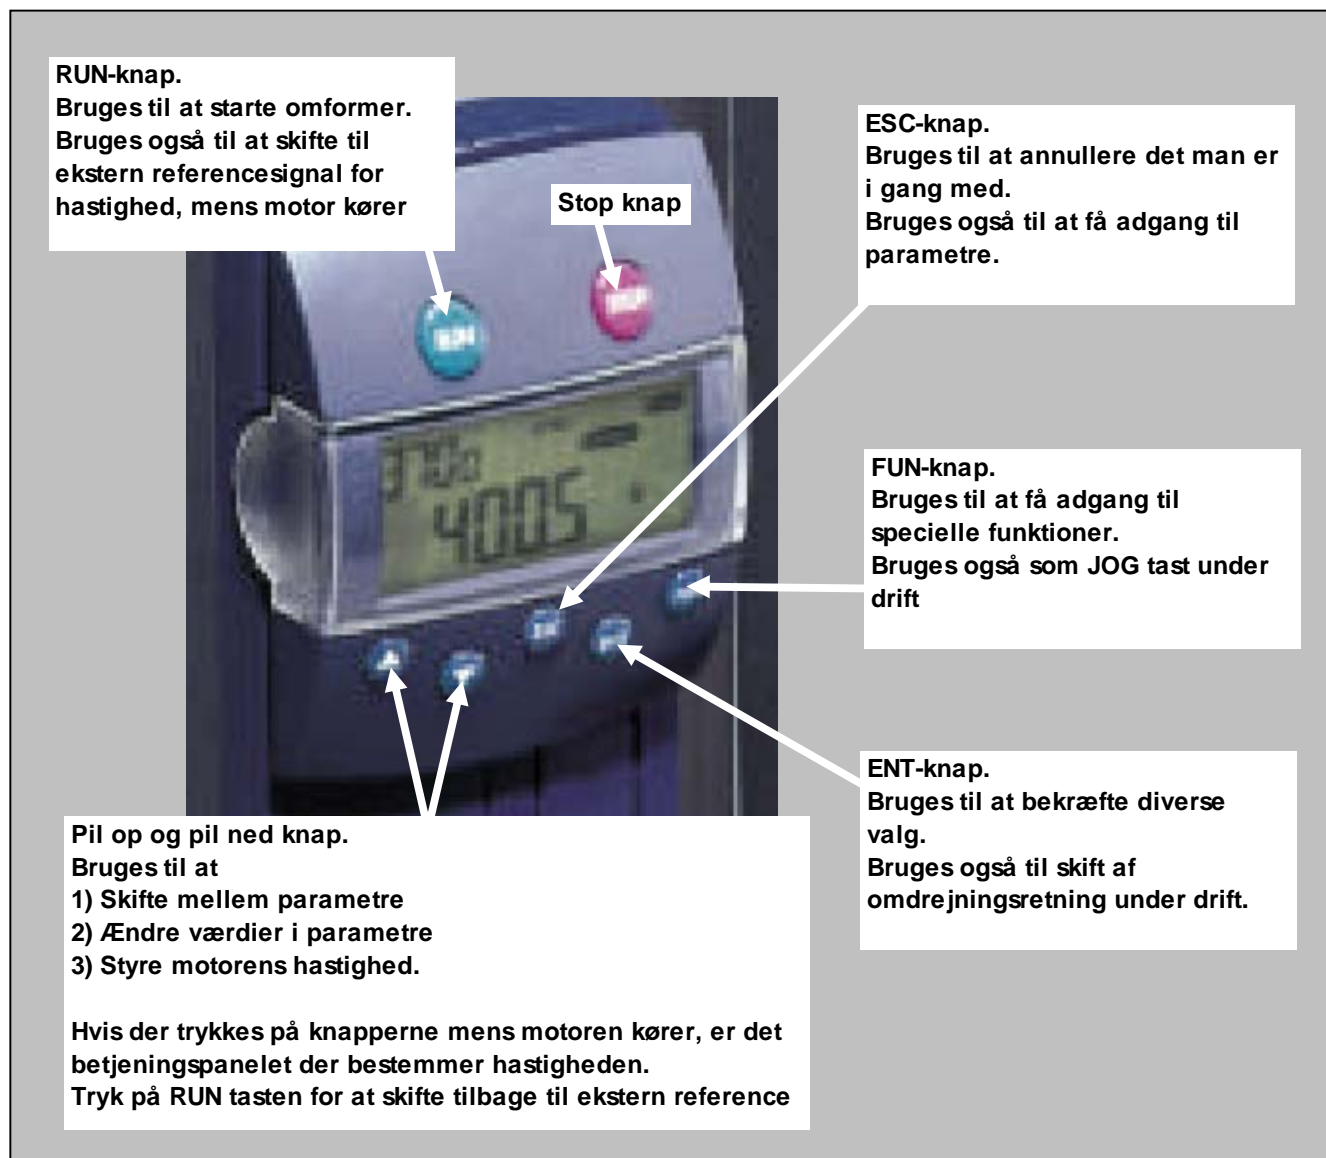 RUN-knap.
Bruges til at starte omformer.
Bruges også til at skifte til
ekstern referencesignal for
hastighed, mens motor kører
Stop knap
ESC-knap.
Bruges til at annullere det man er
i gang med.
Bruges også til at få adgang til
parametre.
FUN-knap.
Bruges til at få adgang til
specielle funktioner.
Bruges også som JOG tast under
drift
ENT-knap.
Bruges til at bekræfte diverse
valg.
Bruges også til skift af
omdrejningsretning under drift.
Pil op og pil ned knap.
Bruges til at
1) Skifte mellem parametre
2) Ændre værdier i parametre
3) Styre motorens hastighed.
Hvis der trykkes på knapperne mens motoren kører, er det
betjeningspanelet der bestemmer hastigheden.
Tryk på RUN tasten for at skifte tilbage til ekstern reference
RUN
400.5